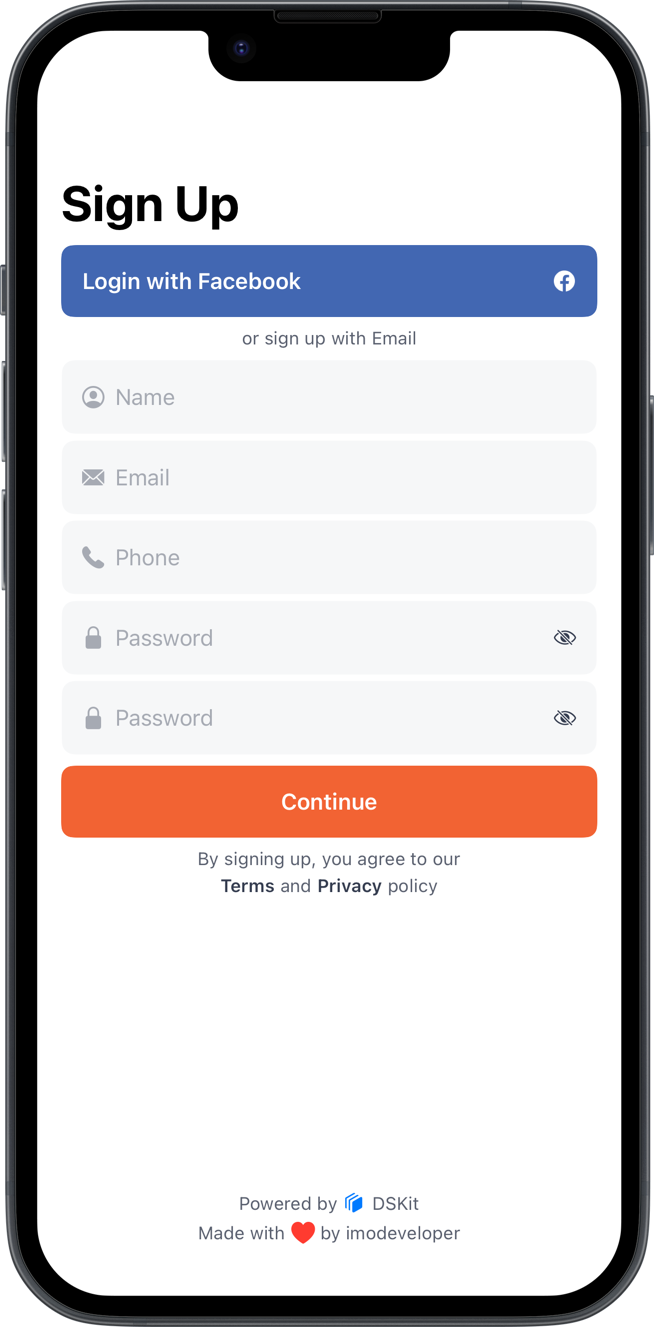 Sign Up
Login with Facebook
or sign up with Email
Name
Email
Phone
Password
Password
Continue
By signing up, you agree to our
Terms and Privacy policy
Powered by DSKit
Made with ❤️ by imodeveloper